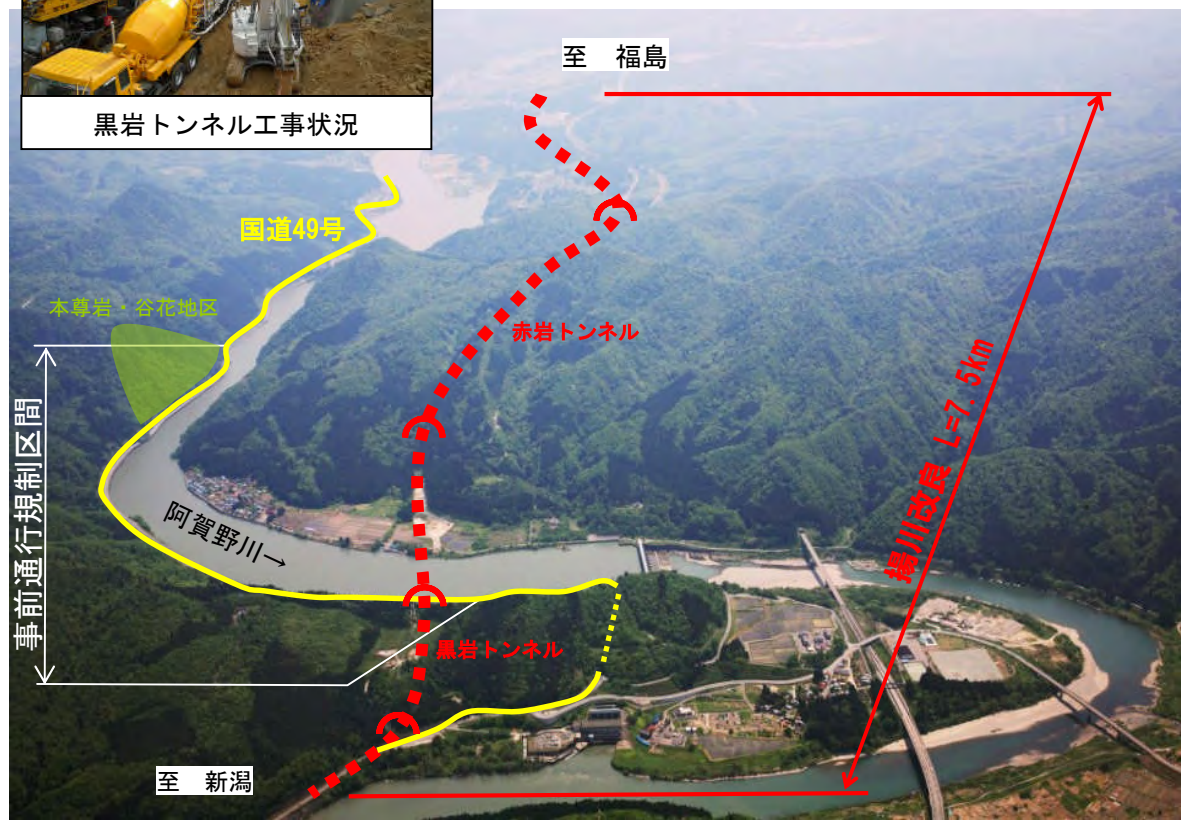 黒岩トンネル工事状況
至　福島
国道49号
本尊岩・谷花地区
赤岩トンネル
揚川改良 L=7.5km
事前通行規制区間
阿賀野川→
黒岩トンネル
至　新潟